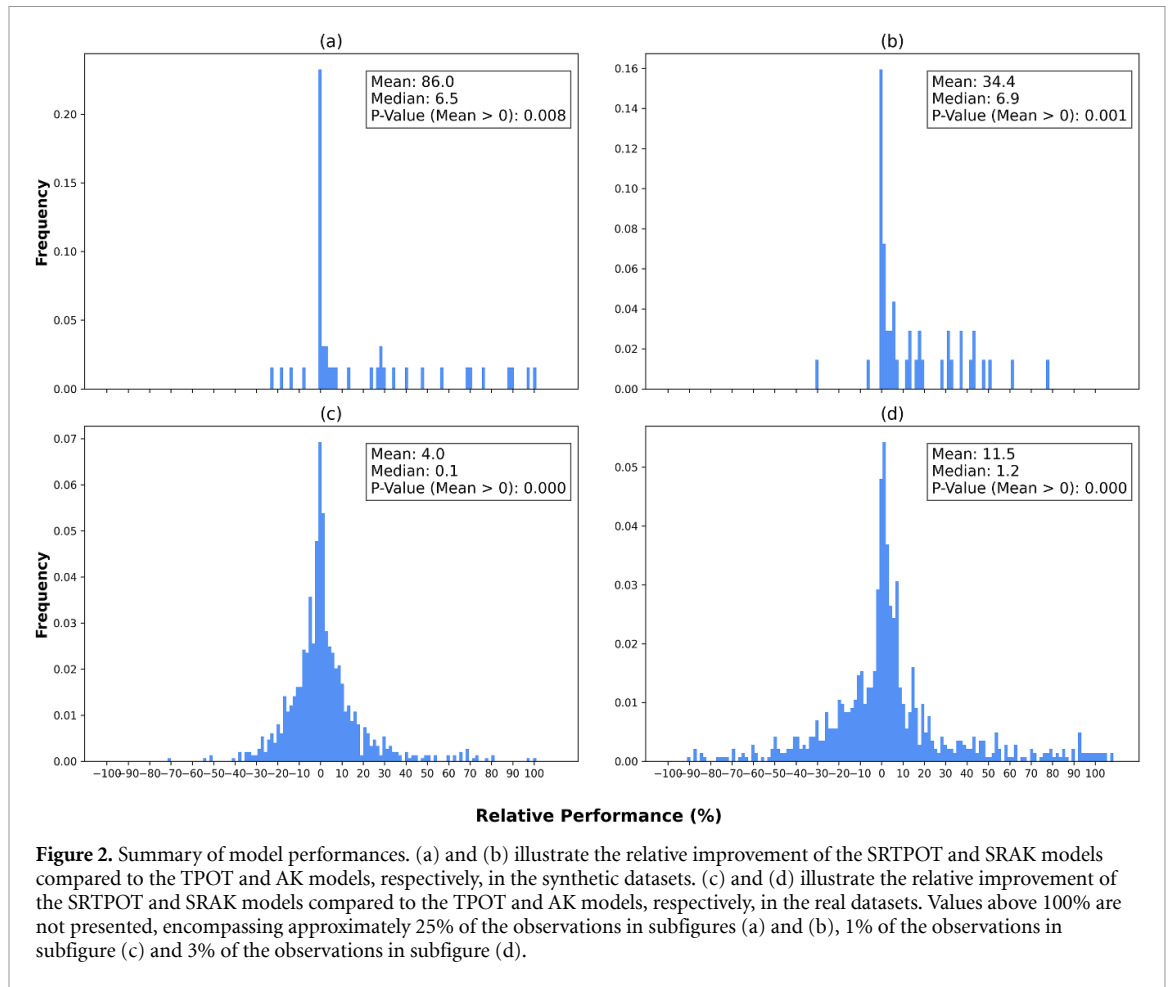 (a)
(b)
Mean: 86.0
Median: 6.5
P-Value (Mean > 0): 0.008
Mean: 34.4
Median: 6.9
P-Value (Mean > 0): 0.001
Frequency
0.20
0.15
0.10
0.05
0.00
0.16
0.14
0.12
0.10
0.08
0.06
0.04
0.02
0.00
(c)
(d)
Mean: 4.0
Median: 0.1
P-Value (Mean > 0): 0.000
Mean: 11.5
Median: 1.2
P-Value (Mean > 0): 0.000
Frequency
0.07
0.06
0.05
0.04
0.03
0.02
0.01
0.00
0.05
0.04
0.03
0.02
0.01
0.00
−100−90−80−70−60−50−40−30−20−10 0 10 20 30 40 50 60 70 80 90 100
−100−90−80−70−60−50−40−30−20−10 0 10 20 30 40 50 60 70 80 90 100
Relative Performance (%)
Figure 2. Summary of model performances. (a) and (b) illustrate the relative improvement of the SRTPOT and SRAK models
compared to the TPOT and AK models, respectively, in the synthetic datasets. (c) and (d) illustrate the relative improvement of
the SRTPOT and SRAK models compared to the TPOT and AK models, respectively, in the real datasets. Values above 100% are
not presented, encompassing approximately 25% of the observations in subfigures (a) and (b), 1% of the observations in
subfigure (c) and 3% of the observations in subfigure (d).